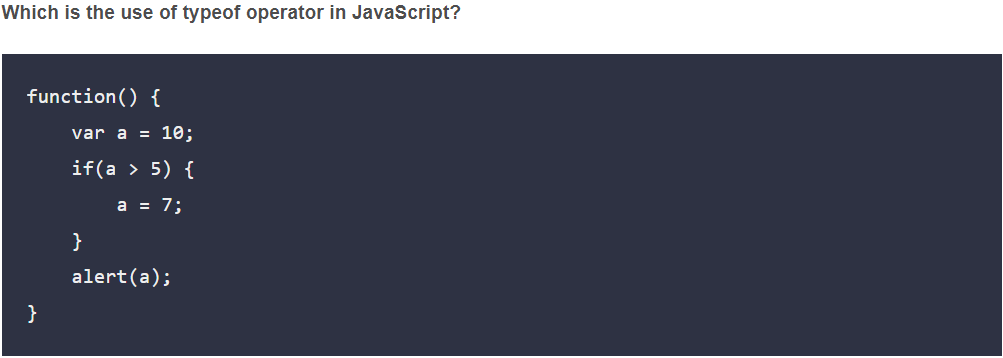 Which is the use of typeof operator in JavaScript?
function() {
    var a = 10;
    if(a > 5) {
        a = 7;
    }
    alert(a);
}